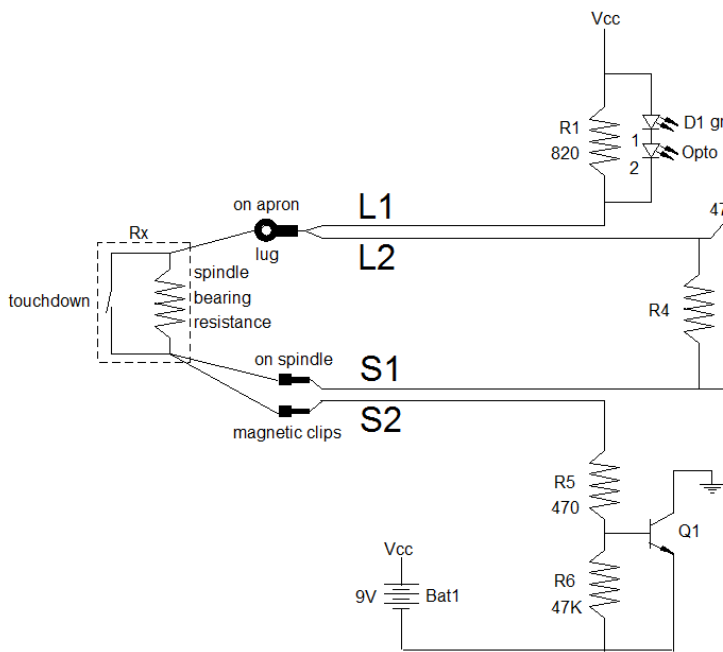 Vcc
R1
820
1
2
D1 gr
Opto
on apron
L1
Rx
lug
L2
47
spindle
bearing
resistance
touchdown
R4
on spindle
S1
magnetic clips
S2
R5
470
Q1
Vcc
9V
Bat1
R6
47K